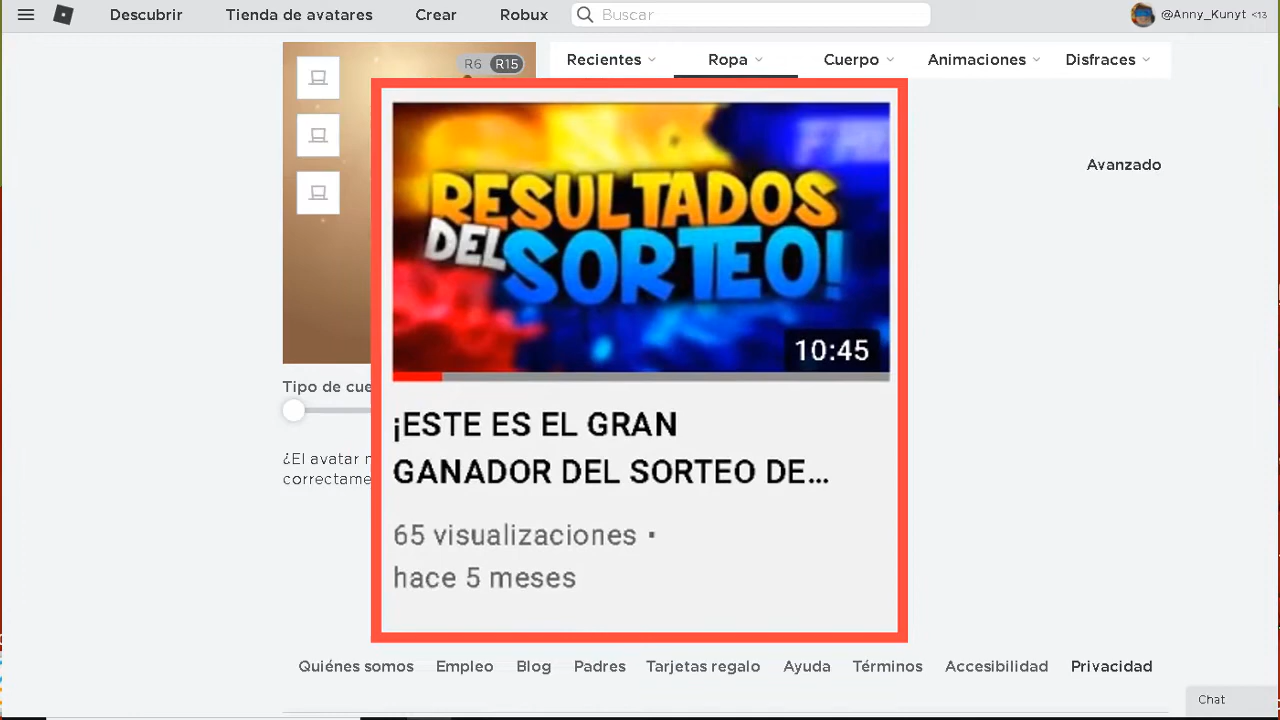 Descubrir Tienda de avatares Crear Robux Buscar @Anny_Kunyt <13
R6 R15
Recientes Ropa Cuerpo Animaciones Disfraces
Avanzado
RESULTADOS
DEL SORTEO!
10:45
Tipo de cue
¡ESTE ES EL GRAN
GANADOR DEL SORTEO DE...
¿El avatar n
correctame
65 visualizaciones •
hace 5 meses
Quiénes somos Empleo Blog Padres Tarjetas regalo Ayuda Términos Accesibilidad Privacidad
Chat